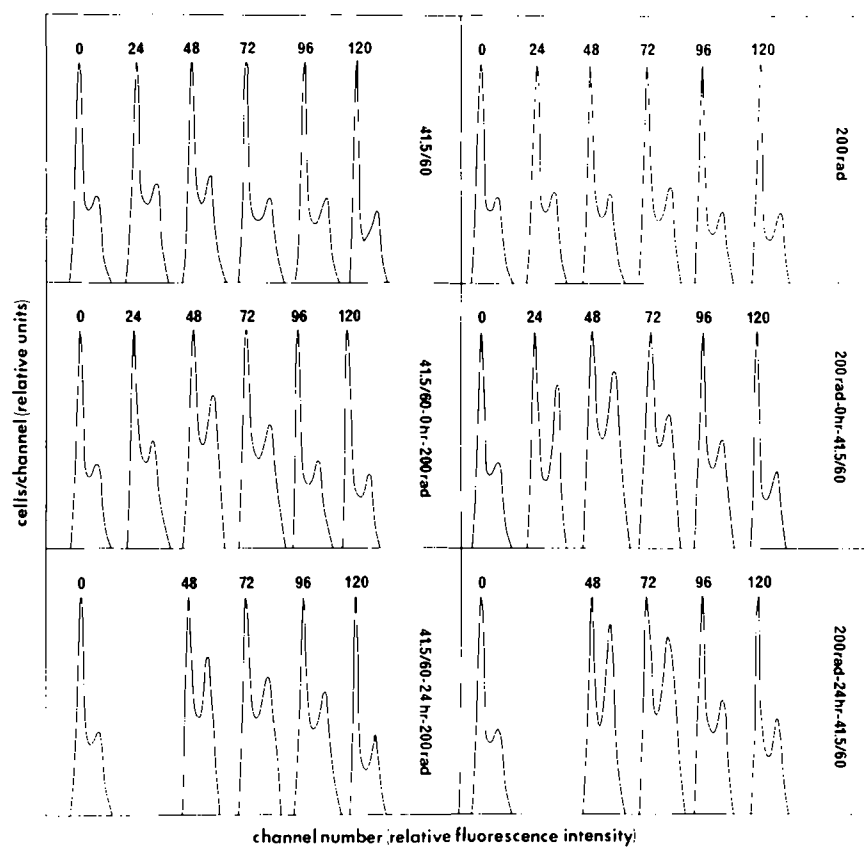 0 24 48 72 96 120
41.5/60
0 24 48 72 96 120
200rad
0 24 48 72 96 120
41.5/60-0hr-200rad
0 24 48 72 96 120
200rad-0hr-41.5/60
0 48 72 96 120
41.5/60-24hr-200rad
0 48 72 96 120
200rad-24hr-41.5/60
cells/channel (relative units)
channel number (relative fluorescence intensity)